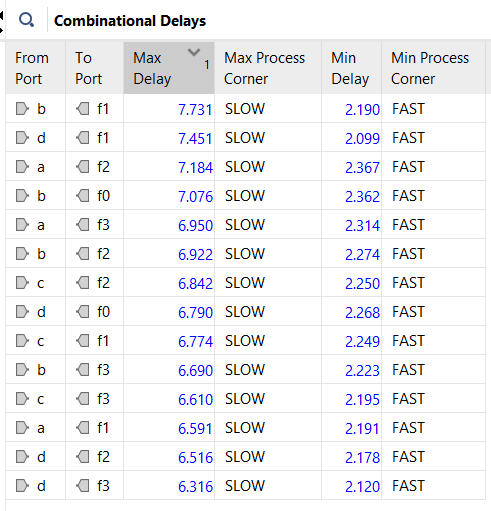 Combinational Delays
From Port To Port Max Delay 1 Max Process Corner Min Delay Min Process Corner
b f1 7.731 SLOW 2.190 FAST
d f1 7.451 SLOW 2.099 FAST
a f2 7.184 SLOW 2.367 FAST
b f0 7.076 SLOW 2.362 FAST
a f3 6.950 SLOW 2.314 FAST
b f2 6.922 SLOW 2.274 FAST
c f2 6.842 SLOW 2.250 FAST
d f0 6.790 SLOW 2.268 FAST
c f1 6.774 SLOW 2.249 FAST
b f3 6.690 SLOW 2.223 FAST
c f3 6.610 SLOW 2.195 FAST
a f1 6.591 SLOW 2.191 FAST
d f2 6.516 SLOW 2.178 FAST
d f3 6.316 SLOW 2.120 FAST